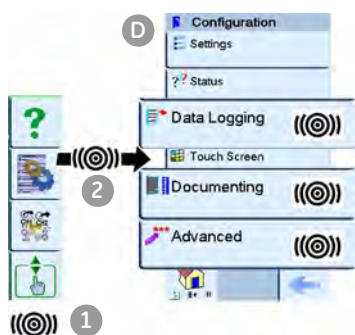 D
Configuration
Settings
?? Status
Data Logging
Touch Screen
?
2
Documenting
Advanced
1